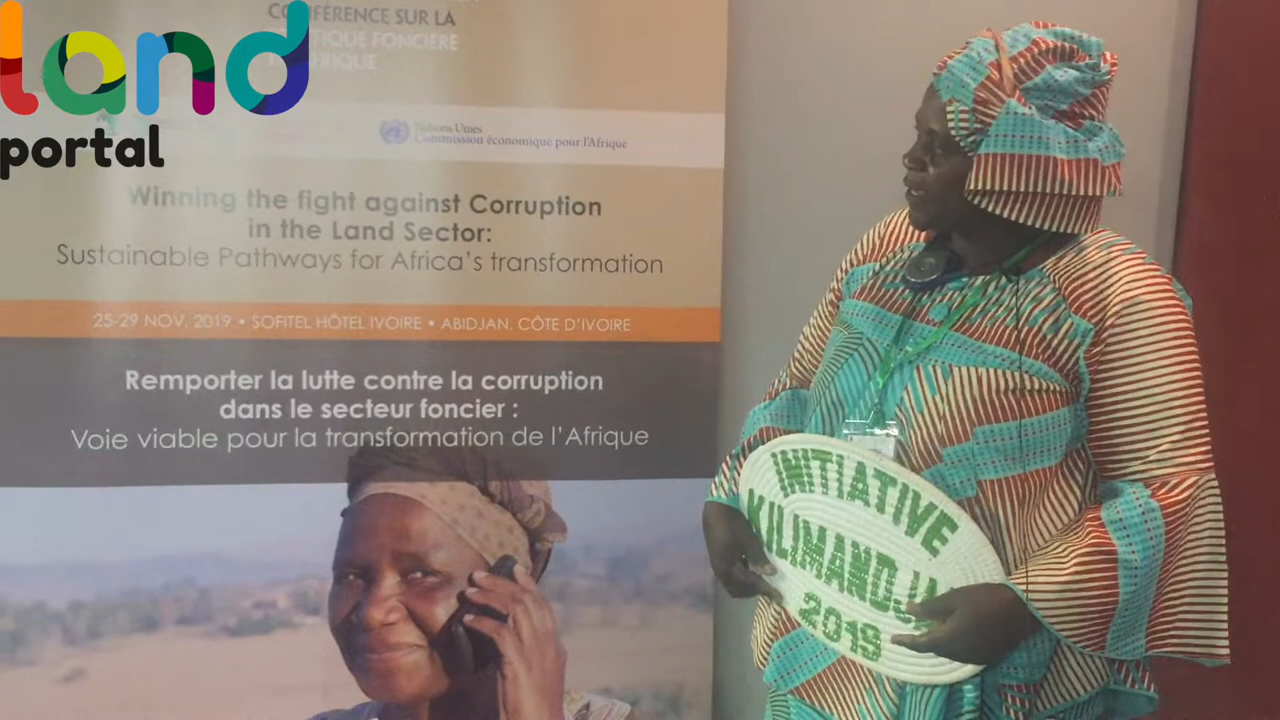 land
portal
CONFÉRENCE SUR LA
POLITIQUE FONCIÈRE
Nations Unies
Commission économique pour l'Afrique
Winning the fight against Corruption
in the Land Sector:
Sustainable Pathways for Africa's transformation
25-29 NOV. 2019 • SOFITEL HÔTEL IVOIRE • ABIDJAN, CÔTE D'IVOIRE
Remporter la lutte contre la corruption
dans le secteur foncier :
Voie viable pour la transformation de l'Afrique
INITIATIVE
KILIMANDJA
2019